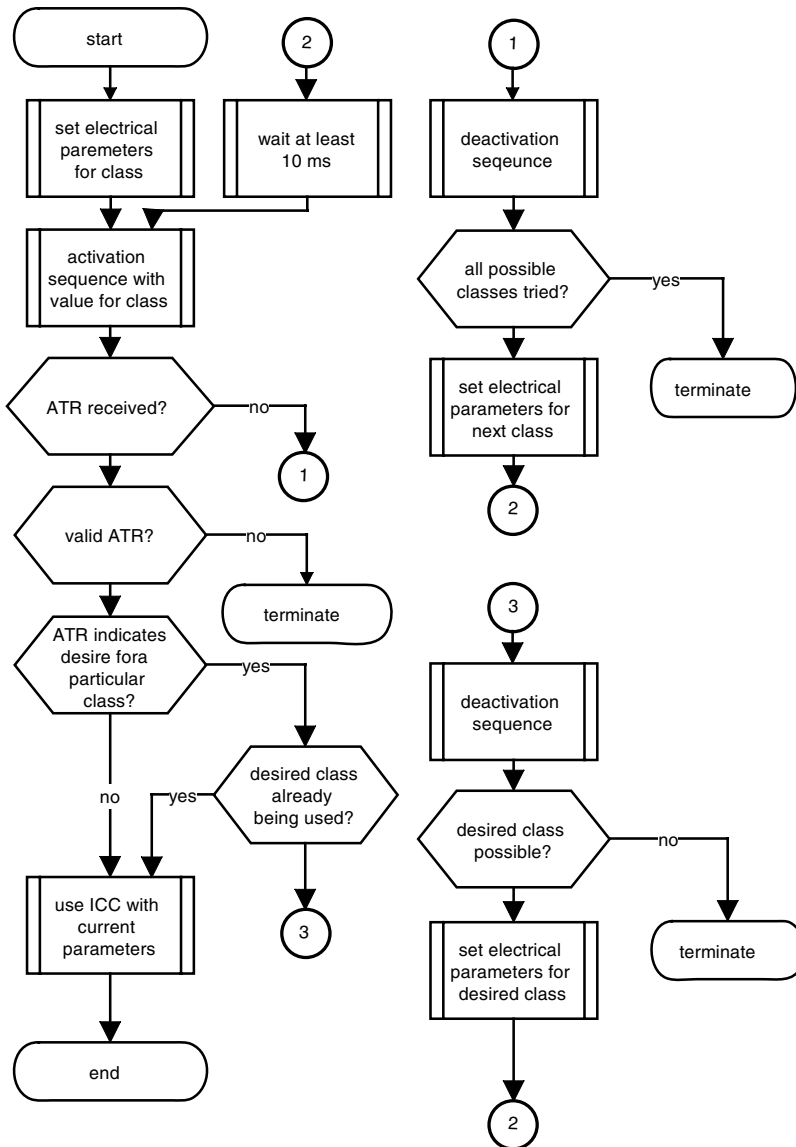 start
set electrical
paremeters
for class
2
wait at least
10 ms
activation
sequence with
value for class
ATR received?
no
1
valid ATR?
no
terminate
ATR indicates
desire fora
particular
class?
yes
no
desired class
already
being used?
yes
3
use ICC with
current
parameters
end
1
deactivation
seqeunce
all possible
classes tried?
yes
terminate
set electrical
parameters for
next class
2
3
deactivation
sequence
desired class
possible?
no
terminate
set electrical
parameters for
desired class
2